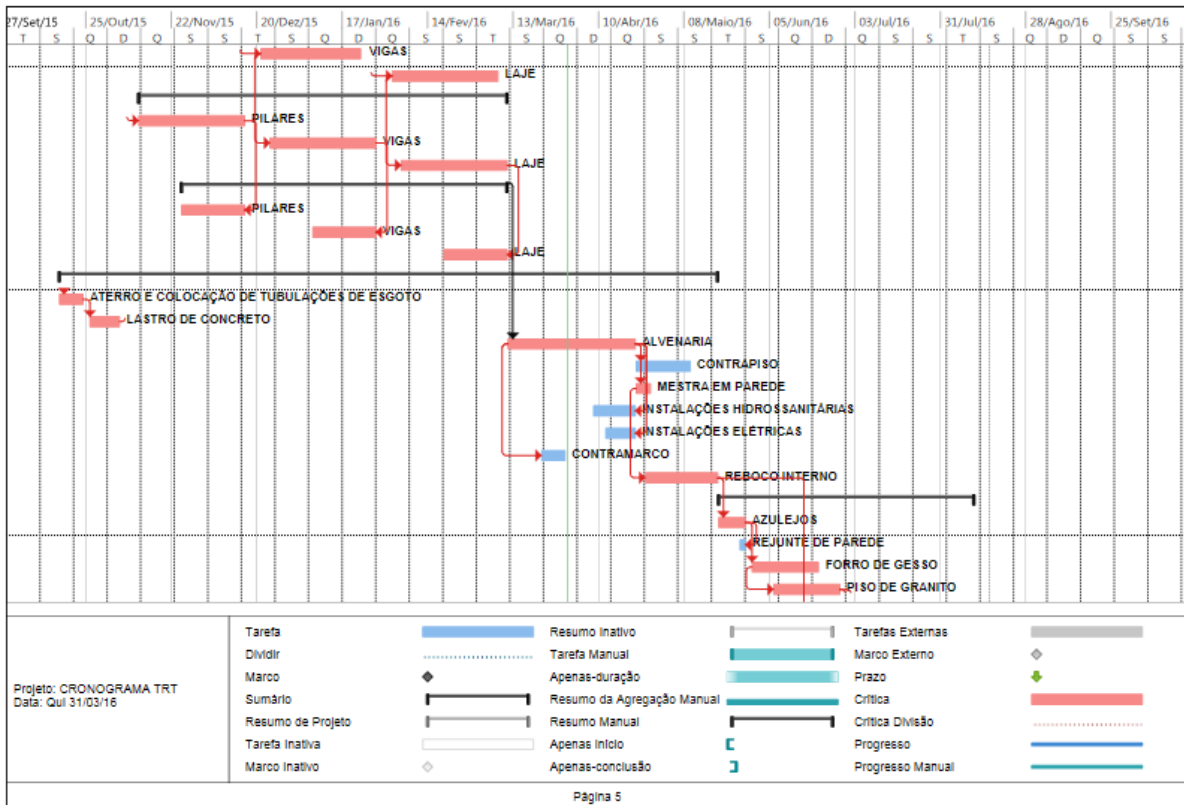 27/Set/15 25/Out/15 22/Nov/15 20/Dez/15 17/Jan/16 14/Fev/16 13/Mar/16 10/Abr/16 08/Maio/16 05/Jun/16 03/Jul/16 31/Jul/16 28/Ago/16 25/Set/16
T S Q D Q S S T S Q D Q S S T S Q D Q S S T S Q D Q S S T S Q D Q S S
VIGAS
LAJE
PILARES
VIGAS
LAJE
PILARES
VIGAS
LAJE
ATERRO E COLOCAÇÃO DE TUBULAÇÕES DE ESGOTO
LASTRO DE CONCRETO
ALVENARIA
CONTRAPISO
MESTRA EM PAREDE
INSTALAÇÕES HIDROSSANITÁRIAS
INSTALAÇÕES ELÉTRICAS
CONTRAMARCO
REBOCO INTERNO
AZULEJOS
REJUNTE DE PAREDE
FORRO DE GESSO
PISO DE GRANITO
Projeto: CRONOGRAMA TRT
Data: Qui 31/03/16
Tarefa
Dividir
Marco
Sumário
Resumo de Projeto
Tarefa Inativa
Marco Inativo
Resumo Inativo
Tarefa Manual
Apenas-duração
Resumo da Agregação Manual
Resumo Manual
Apenas Início
Apenas-conclusão
Tarefas Externas
Marco Externo
Prazo
Crítica
Crítica Divisão
Progresso
Progresso Manual
Página 5